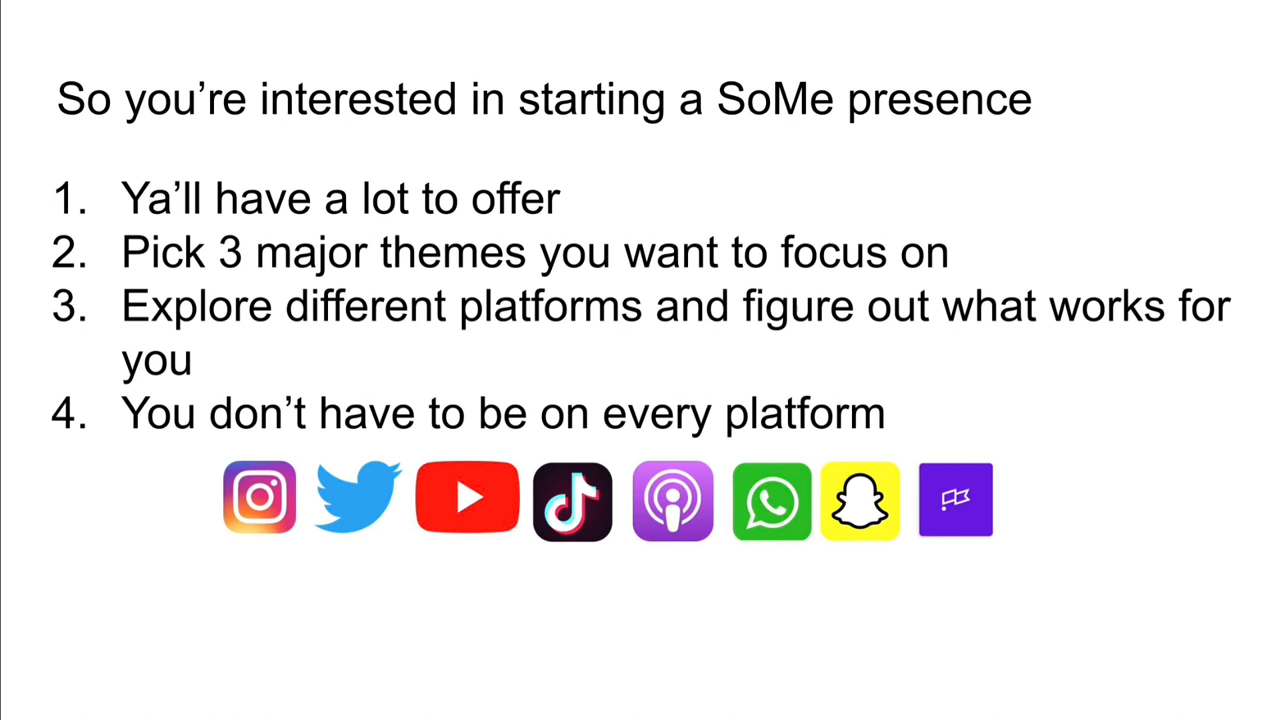 So you’re interested in starting a SoMe presence
1. Ya’ll have a lot to offer
2. Pick 3 major themes you want to focus on
3. Explore different platforms and figure out what works for
you
4. You don’t have to be on every platform